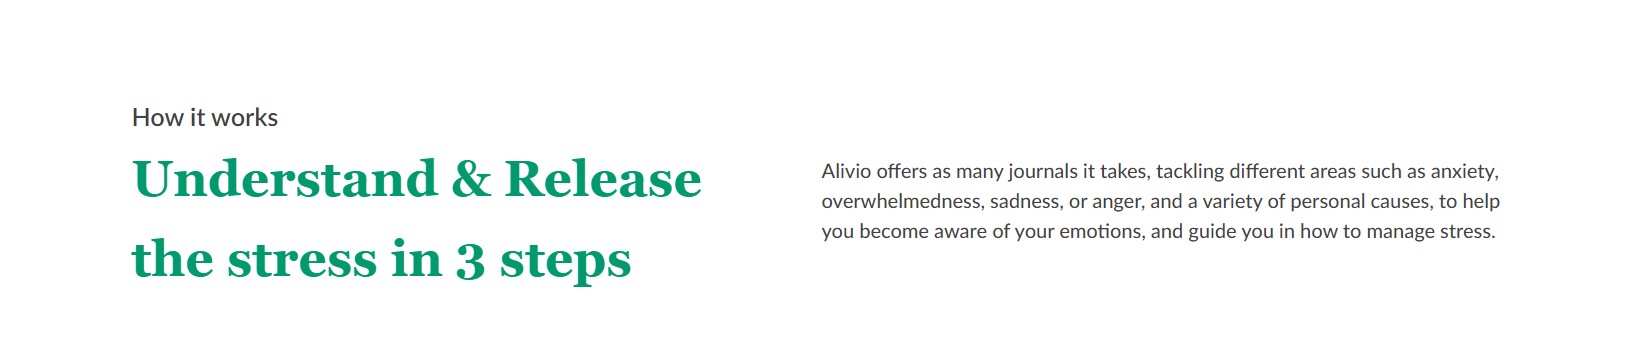 How it works
Understand & Release
the stress in 3 steps
Alivio offers as many journals it takes, tackling different areas such as anxiety,
overwhelmedness, sadness, or anger, and a variety of personal causes, to help
you become aware of your emotions, and guide you in how to manage stress.